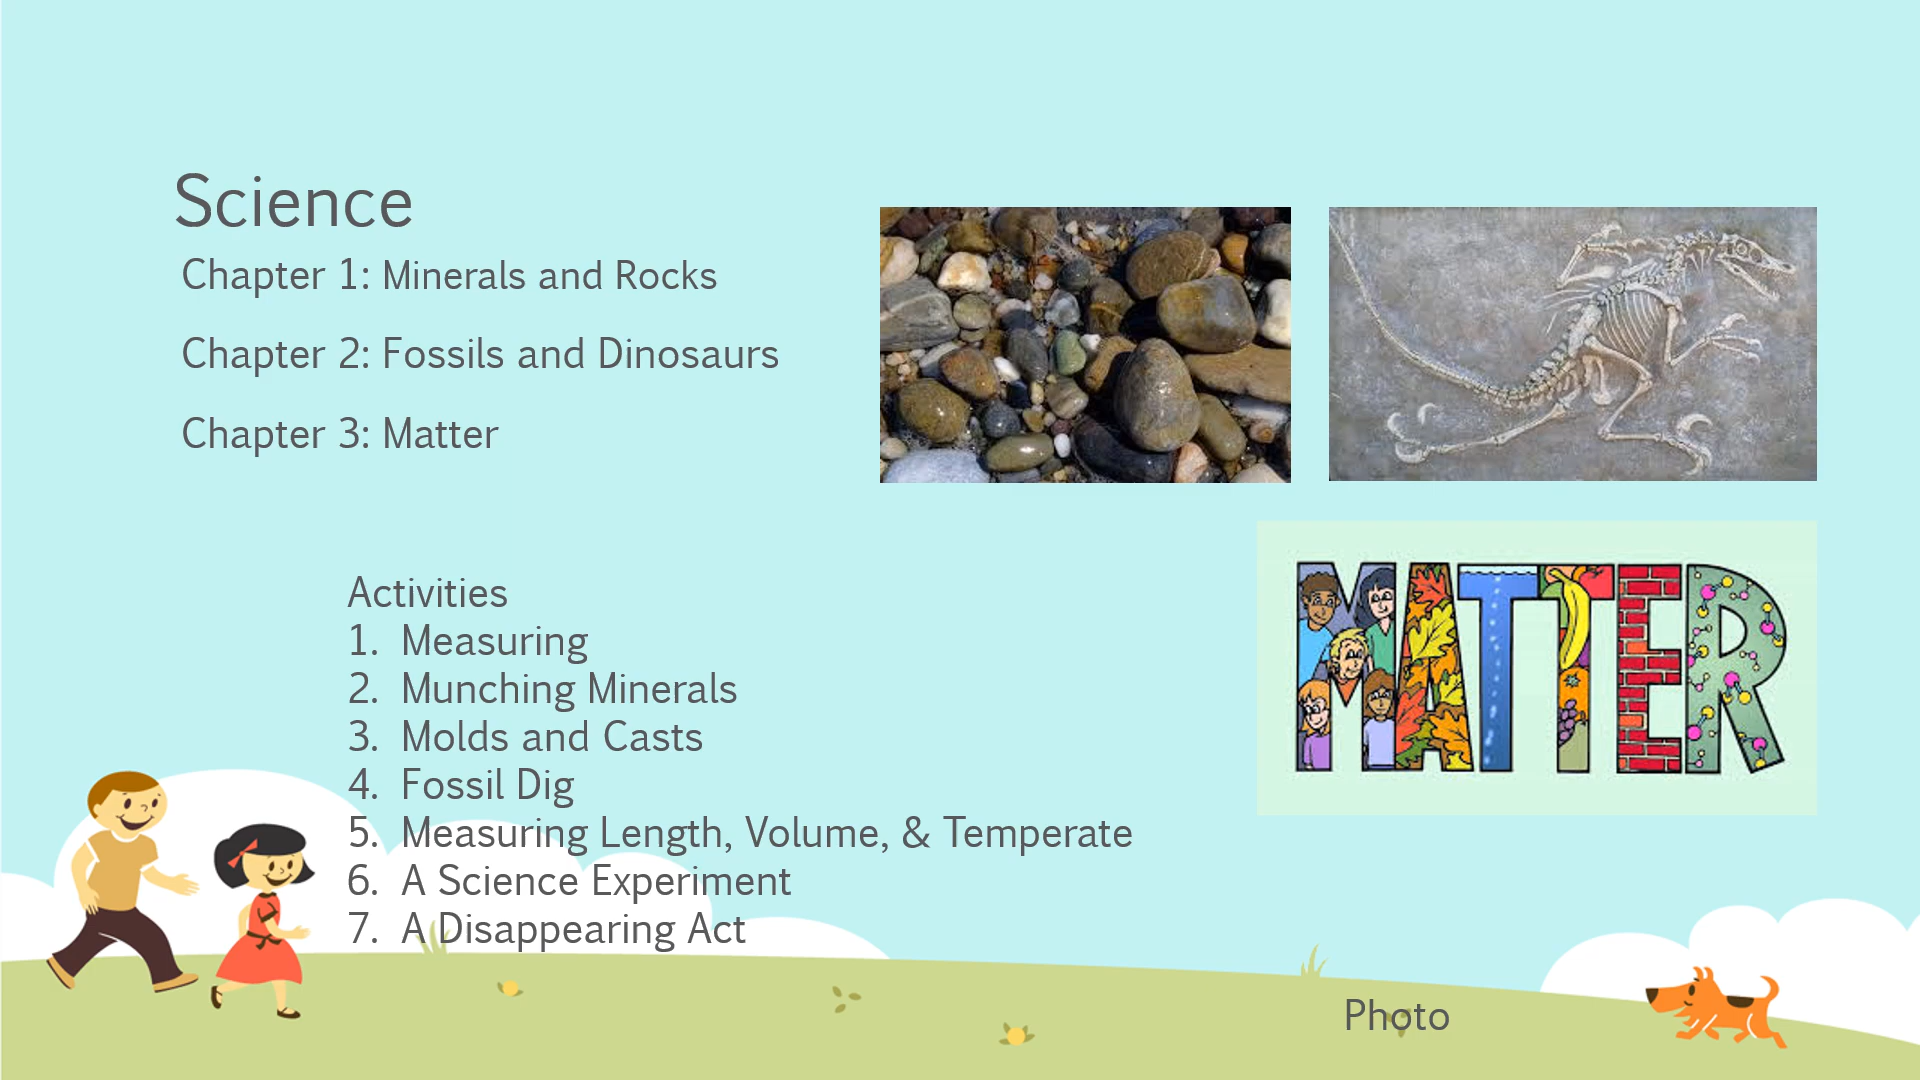 Science
Chapter 1: Minerals and Rocks
Chapter 2: Fossils and Dinosaurs
Chapter 3: Matter
MATTER
Activities
1. Measuring
2. Munching Minerals
3. Molds and Casts
4. Fossil Dig
5. Measuring Length, Volume, & Temperate
6. A Science Experiment
7. A Disappearing Act
Photo